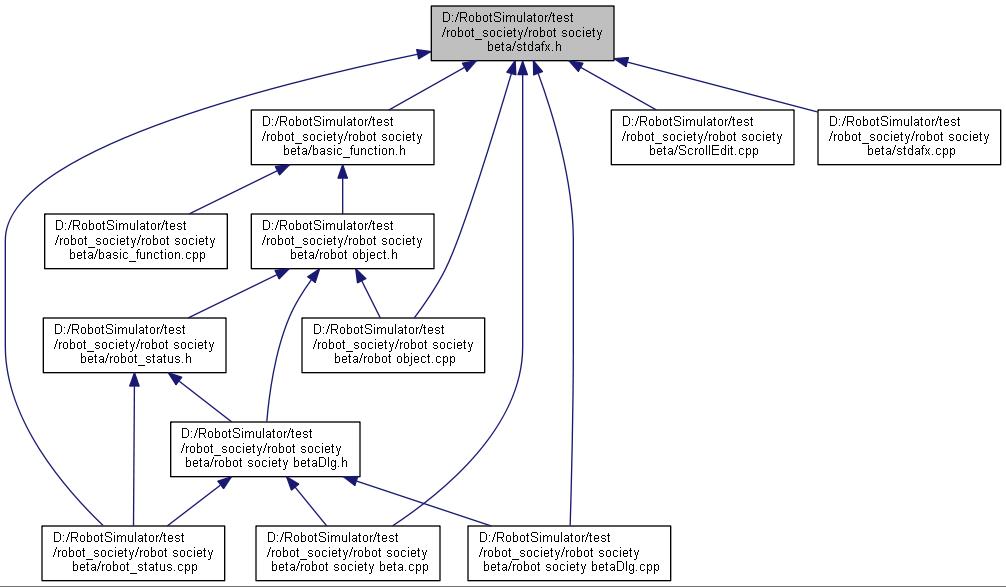 D:/RobotSimulator/test
/robot_society/robot society
beta/stdafx.h
D:/RobotSimulator/test
/robot_society/robot society
beta/basic_function.h
D:/RobotSimulator/test
/robot_society/robot society
beta/ScrollEdit.cpp
D:/RobotSimulator/test
/robot_society/robot society
beta/stdafx.cpp
D:/RobotSimulator/test
/robot_society/robot society
beta/basic_function.cpp
D:/RobotSimulator/test
/robot_society/robot society
beta/robot object.h
D:/RobotSimulator/test
/robot_society/robot society
beta/robot_status.h
D:/RobotSimulator/test
/robot_society/robot society
beta/robot object.cpp
D:/RobotSimulator/test
/robot_society/robot society
beta/robot society betaDlg.h
D:/RobotSimulator/test
/robot_society/robot society
beta/robot_status.cpp
D:/RobotSimulator/test
/robot_society/robot society
beta/robot society beta.cpp
D:/RobotSimulator/test
/robot_society/robot society
beta/robot society betaDlg.cpp